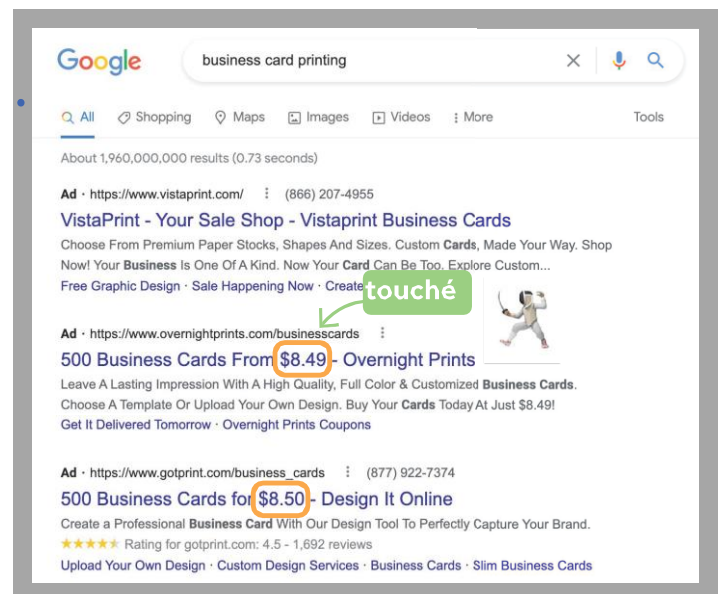 Google
business card printing
All Shopping Maps Images Videos More Tools
About 1,960,000,000 results (0.73 seconds)
Ad · https://www.vistaprint.com/ (866) 207-4955
VistaPrint - Your Sale Shop - Vistaprint Business Cards
Choose From Premium Paper Stocks, Shapes And Sizes. Custom Cards, Made Your Way. Shop
Now! Your Business Is One Of A Kind. Now Your Card Can Be Too. Explore Custom...
Free Graphic Design · Sale Happening Now · Create
touché
Ad · https://www.overnightprints.com/businesscards
500 Business Cards From $8.49 - Overnight Prints
Leave A Lasting Impression With A High Quality, Full Color & Customized Business Cards.
Choose A Template Or Upload Your Own Design. Buy Your Cards Today At Just $8.49!
Get It Delivered Tomorrow · Overnight Prints Coupons
Ad · https://www.gotprint.com/business_cards (877) 922-7374
500 Business Cards for $8.50 - Design It Online
Create a Professional Business Card With Our Design Tool To Perfectly Capture Your Brand.
Rating for gotprint.com: 4.5 - 1,692 reviews
Upload Your Own Design · Custom Design Services · Business Cards · Slim Business Cards